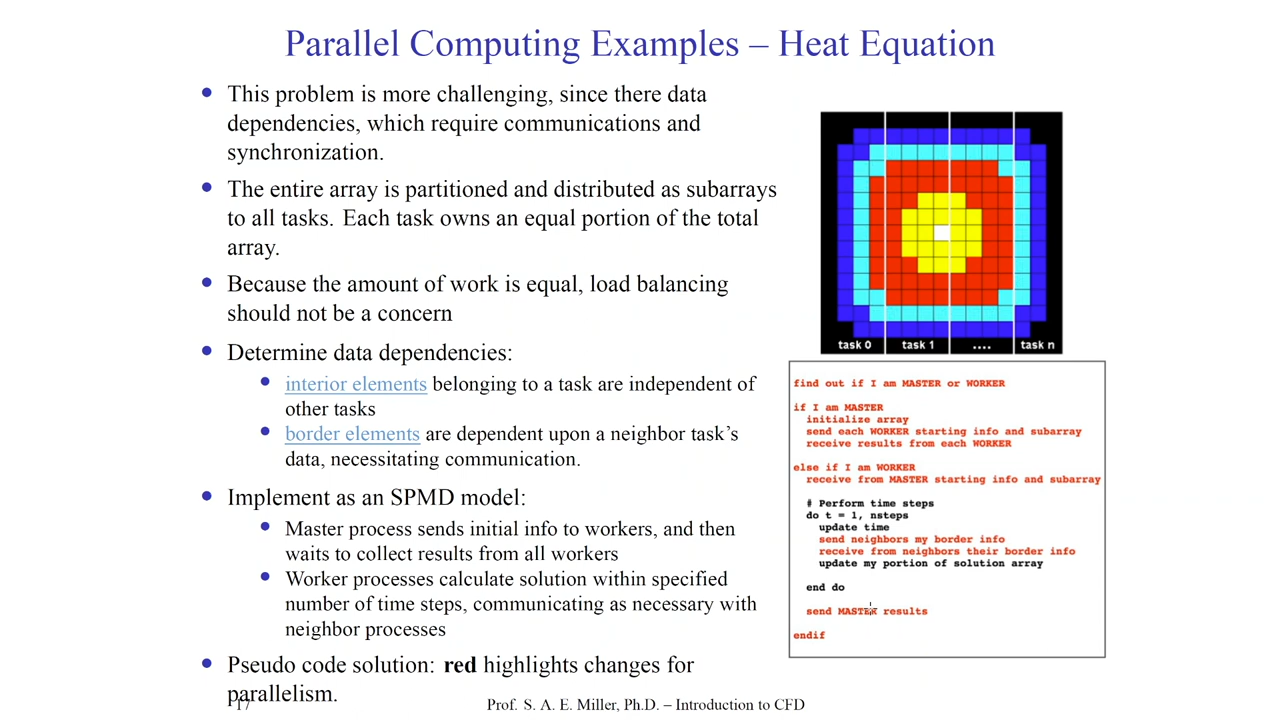 Parallel Computing Examples – Heat Equation
This problem is more challenging, since there data
dependencies, which require communications and
synchronization.
The entire array is partitioned and distributed as subarrays
to all tasks. Each task owns an equal portion of the total
array.
Because the amount of work is equal, load balancing
should not be a concern
Determine data dependencies:
interior elements belonging to a task are independent of
other tasks
border elements are dependent upon a neighbor task's
data, necessitating communication.
Implement as an SPMD model:
Master process sends initial info to workers, and then
waits to collect results from all workers
Worker processes calculate solution within specified
number of time steps, communicating as necessary with
neighbor processes
Pseudo code solution: red highlights changes for
parallelism.
task 0 task 1 .... task n
find out if I am MASTER or WORKER
if I am MASTER
initialize array
send each WORKER starting info and subarray
receive results from each WORKER
else if I am WORKER
receive from MASTER starting info and subarray
# Perform time steps
do t = 1, nsteps
update time
send neighbors my border info
receive from neighbors their border info
update my portion of solution array
end do
send MASTER results
endif
17
Prof. S. A. E. Miller, Ph.D. – Introduction to CFD